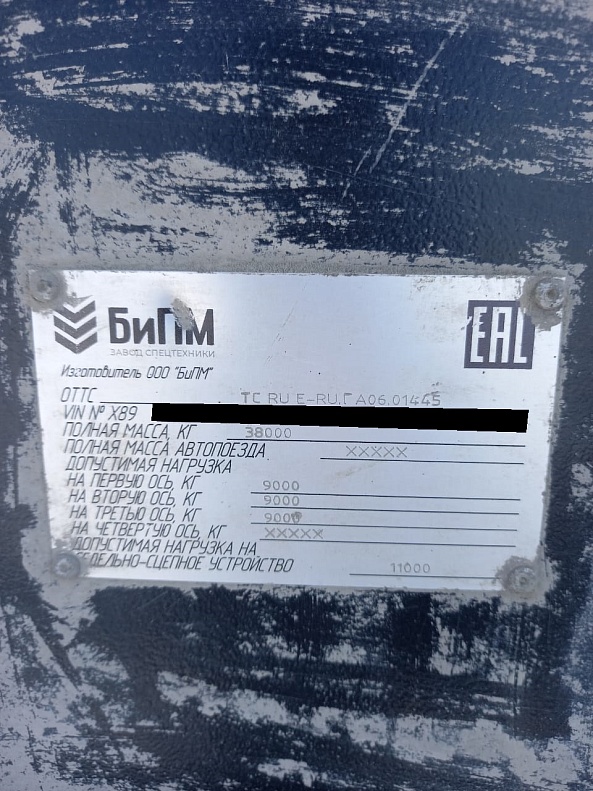 БиПМ
ЗАВОД СПЕЦТЕХНИКИ
EAC
Изготовитель ООО "БиПМ"
ОТТС TC RU E-RU.ГА06.01445
VIN № X89
ПОЛНАЯ МАССА, КГ 38000
ПОЛНАЯ МАССА АВТОПОЕЗДА XXXXX
ДОПУСТИМАЯ НАГРУЗКА
НА ПЕРВУЮ ОСЬ, КГ 9000
НА ВТОРУЮ ОСЬ, КГ 9000
НА ТРЕТЬЮ ОСЬ, КГ 9000
НА ЧЕТВЕРТУЮ ОСЬ, КГ XXXXX
ДОПУСТИМАЯ НАГРУЗКА НА
ДЕЛЬНО-СЦЕПНОЕ УСТРОЙСТВО 11000